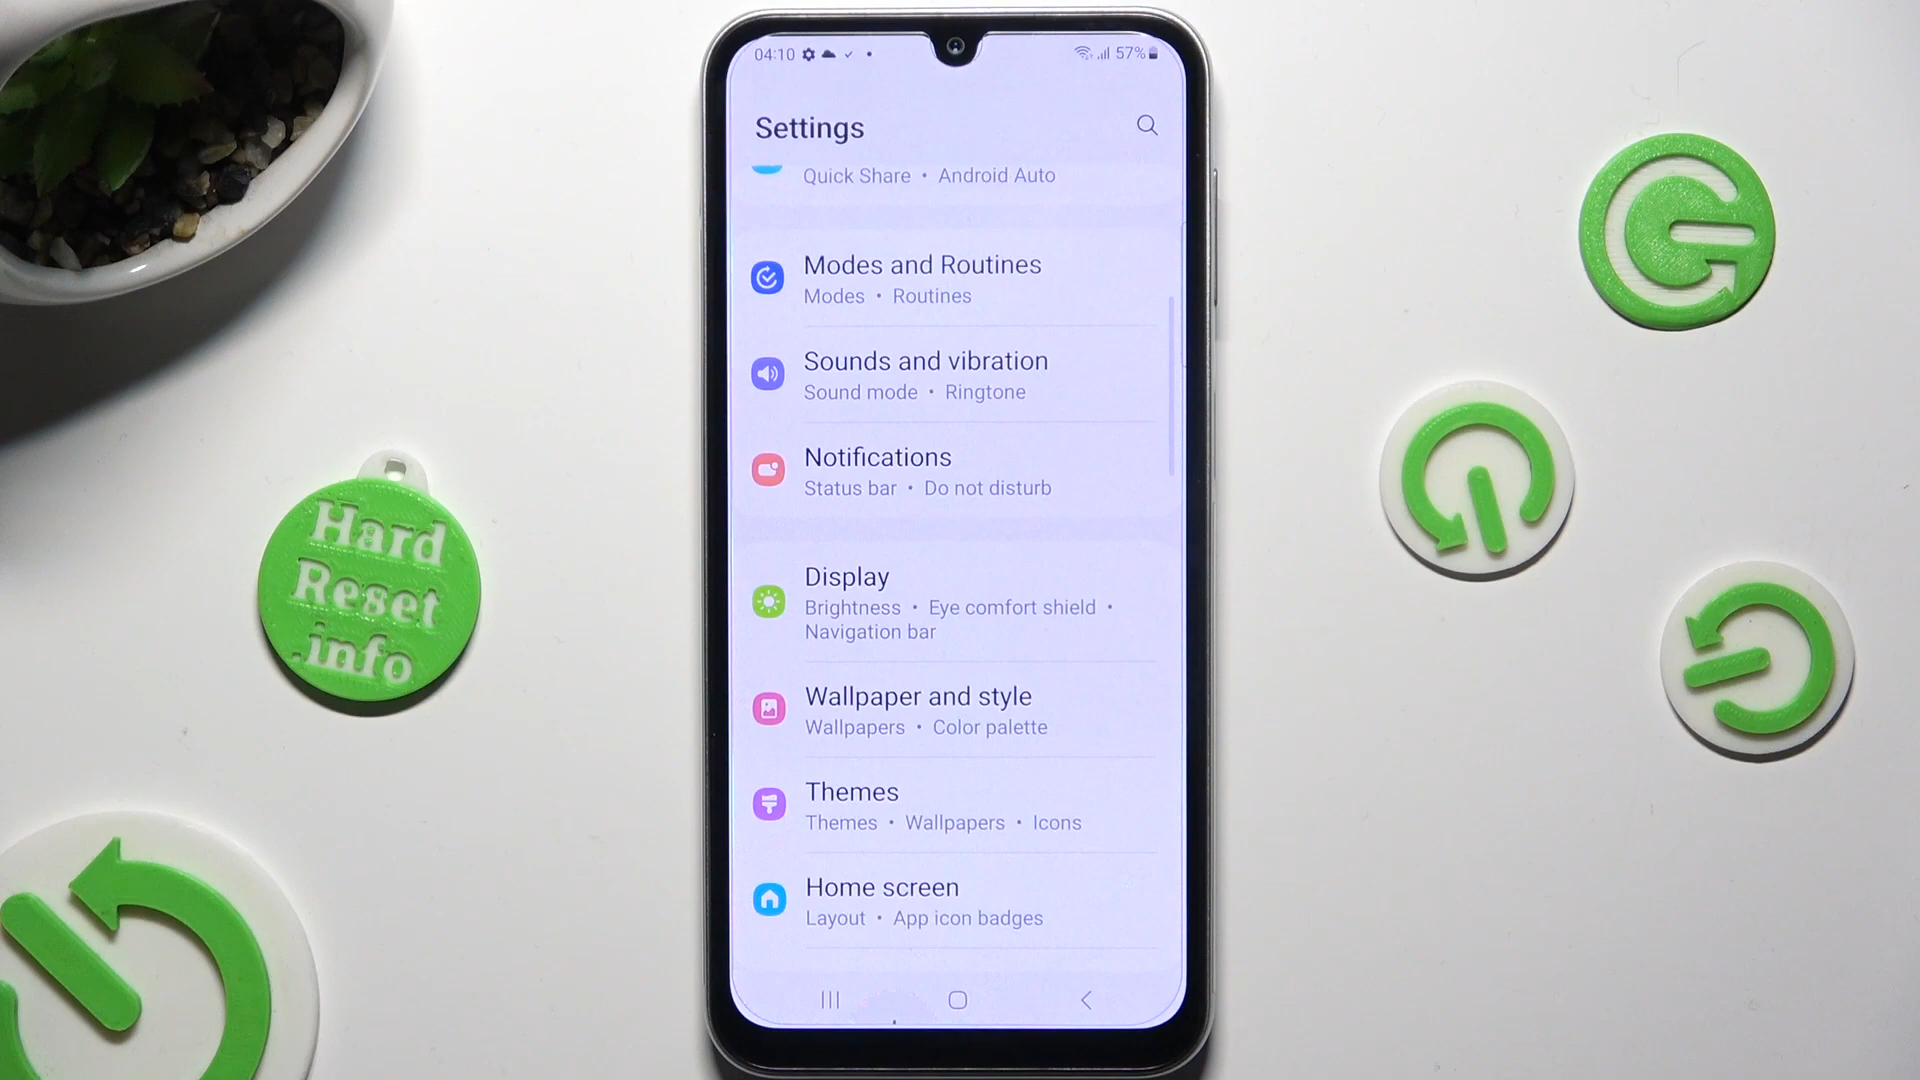 04:10
57%
Settings
Quick Share • Android Auto
Modes and Routines
Modes • Routines
Sounds and vibration
Sound mode • Ringtone
Notifications
Status bar • Do not disturb
Display
Brightness • Eye comfort shield •
Navigation bar
Wallpaper and style
Wallpapers • Color palette
Themes
Themes • Wallpapers • Icons
Home screen
Layout • App icon badges
Hard
Reset
.info